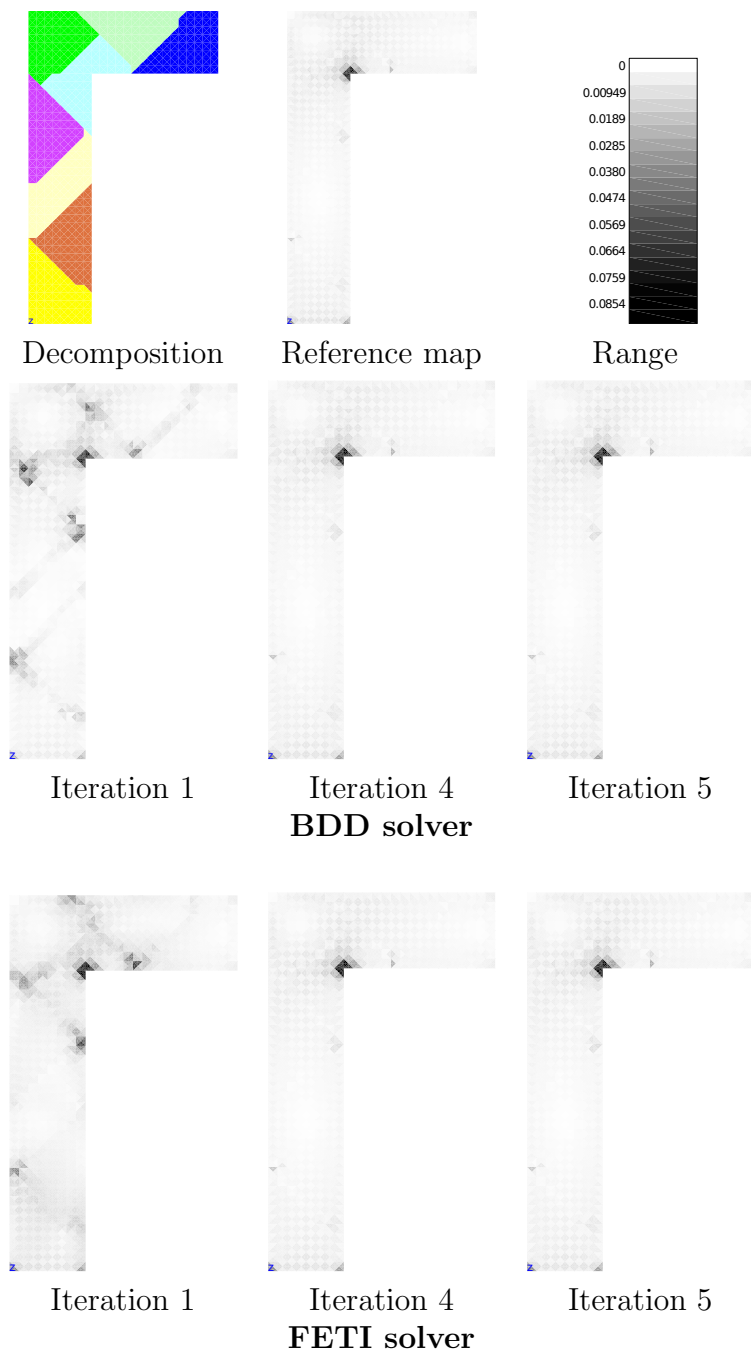 0
0.00949
0.0189
0.0285
0.0380
0.0474
0.0569
0.0664
0.0759
0.0854
z
z
Decomposition Reference map Range
z
z
z
Iteration 1 Iteration 4 Iteration 5
BDD solver
z
z
z
Iteration 1 Iteration 4 Iteration 5
FETI solver